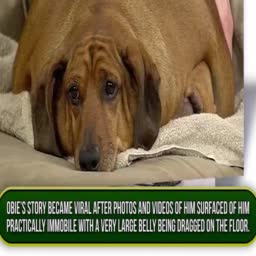 OBIE'S STORY BECAME VIRAL AFTER PHOTOS AND VIDEOS OF HIM SURFACED OF HIM
PRACTICALLY IMMOBILE WITH A VERY LARGE BELLY BEING DRAGGED ON THE FLOOR.